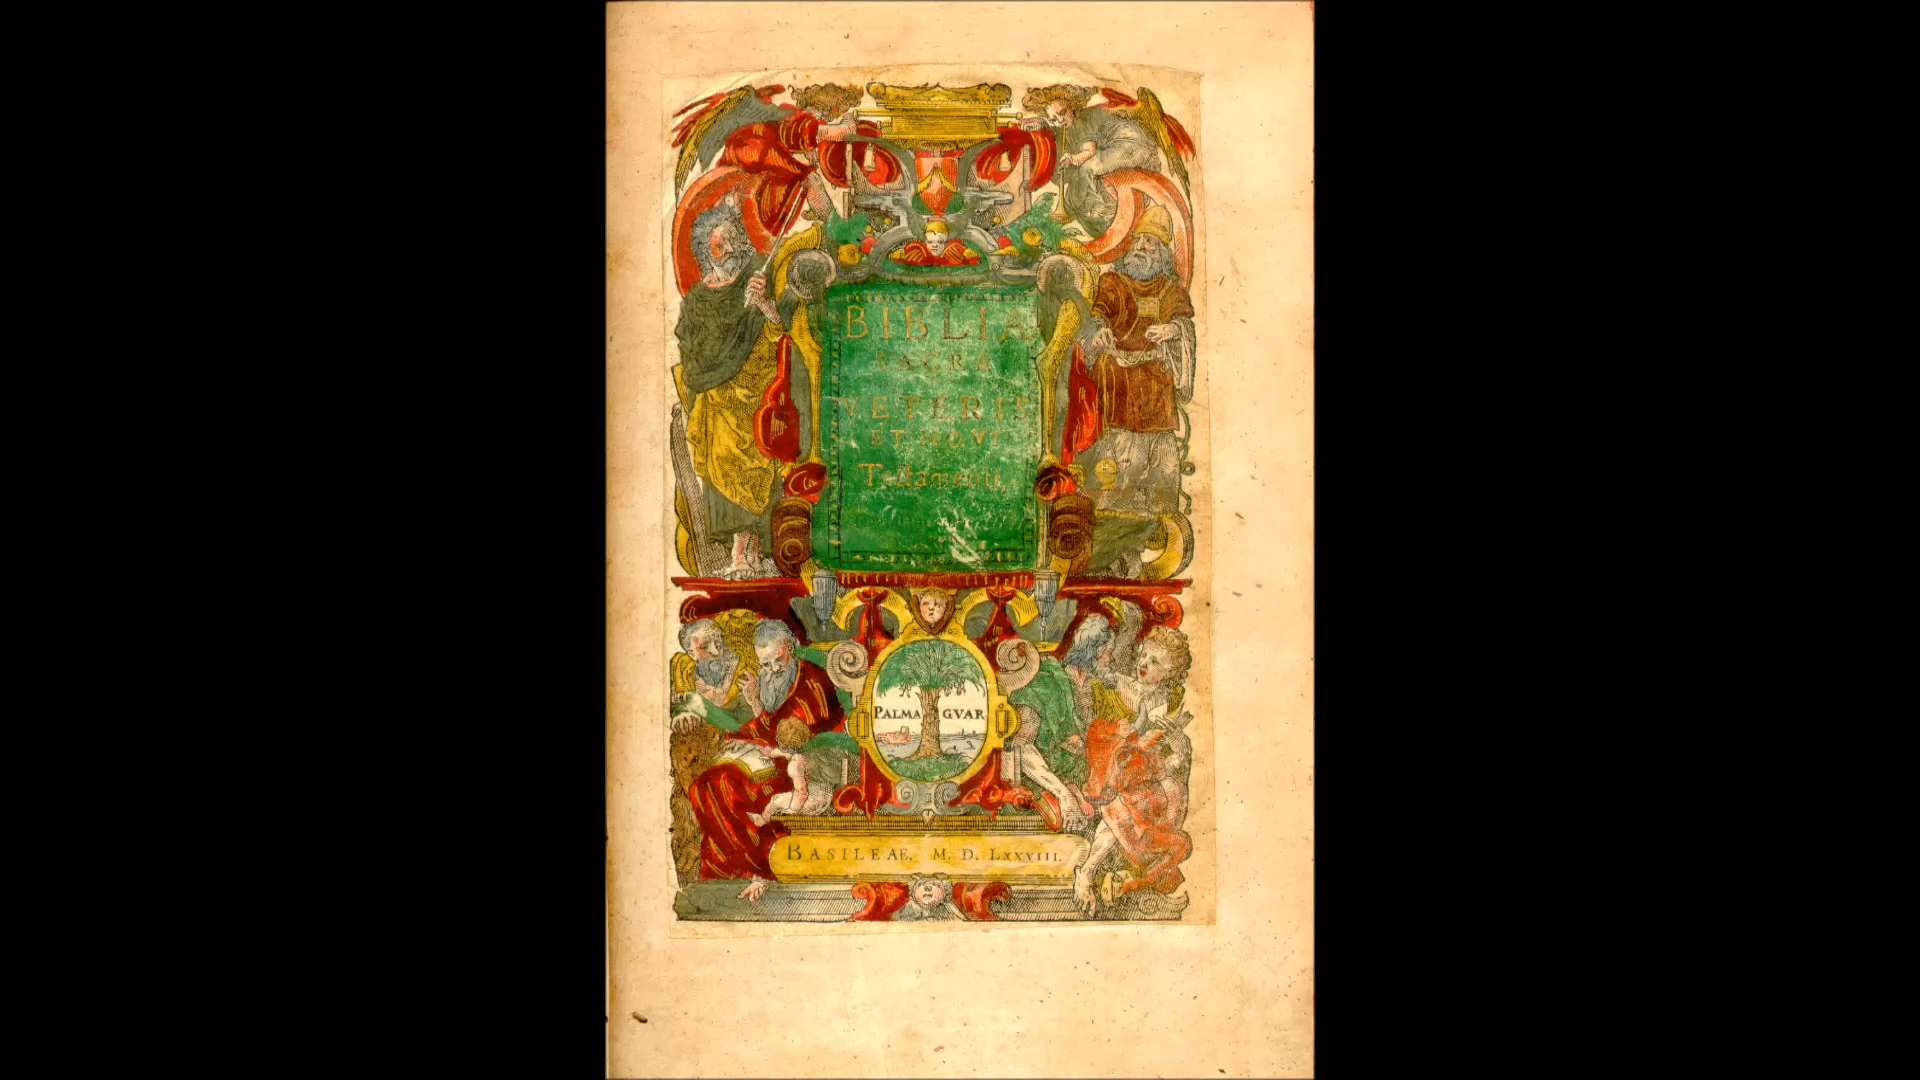 BIBLIA
SACRA
VETERIS
ET NOVI
Testamenti,
PALMA GVAR
BASILEAE, M. D. LXXVIII.